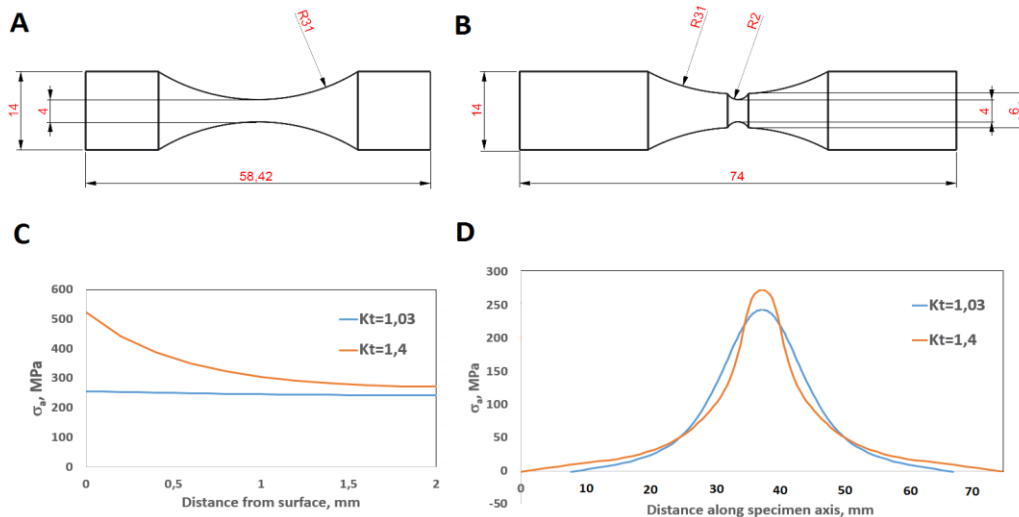 A
R31
14
4
58,42
B
R31
R2
14
4
6
74
C
600
500
400
300
200
100
0
σa, MPa
Kt=1,03
Kt=1,4
0
0,5
1
1,5
2
Distance from surface, mm
D
300
250
200
150
100
50
0
-50
σa, MPa
Kt=1,03
Kt=1,4
0
10
20
30
40
50
60
70
Distance along specimen axis, mm